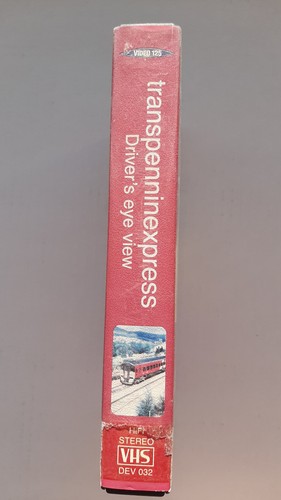 VIDEO 125
transpenninexpress
Driver's eye view
HiFi
STEREO
VHS
DEV 032